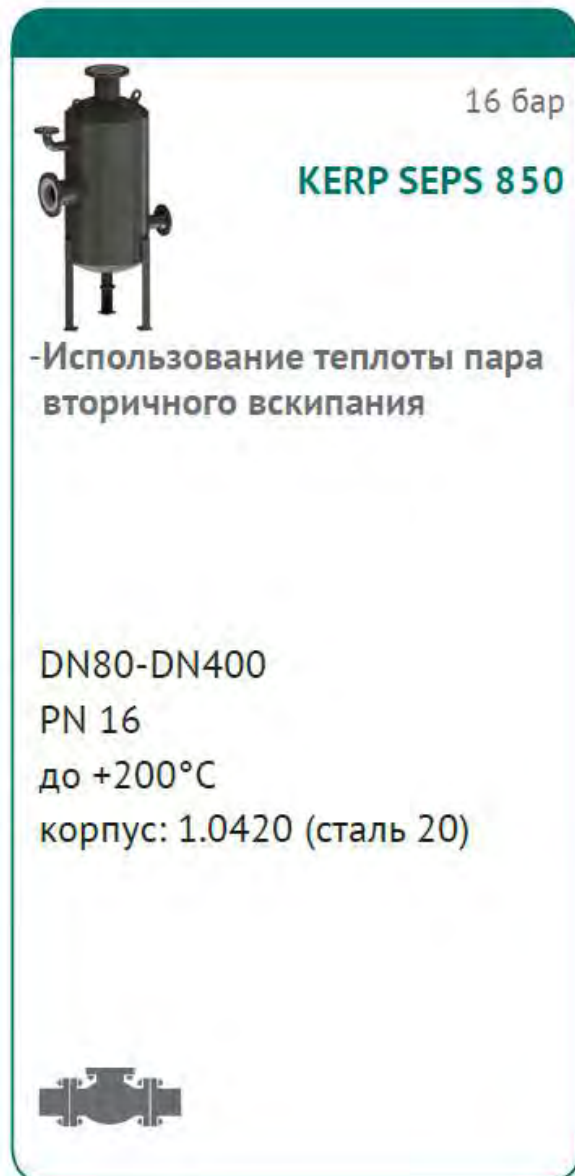 16 бар
KERP SEPS 850
-Использование теплоты пара
вторичного вскипания
DN80-DN400
PN 16
до +200°C
корпус: 1.0420 (сталь 20)